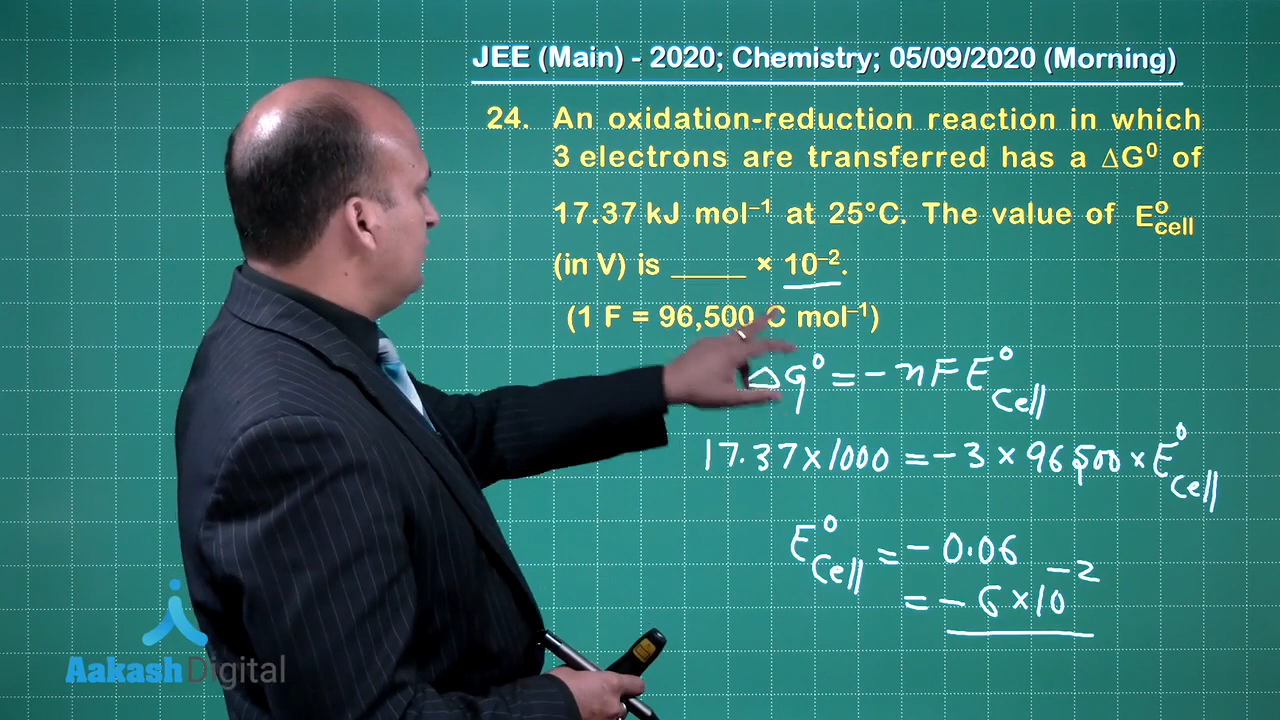 JEE (Main) - 2020; Chemistry; 05/09/2020 (Morning)
24. An oxidation-reduction reaction in which
3 electrons are transferred has a ΔG⁰ of
17.37 kJ mol⁻¹ at 25°C. The value of E°cell
(in V) is _____ × 10⁻².
(1 F = 96,500 C mol⁻¹)
ΔG° = - nFE°cell
17.37×1000 = -3 × 96500 × E°cell
E°cell = -0.06
= -6×10⁻²
Aakash Digital